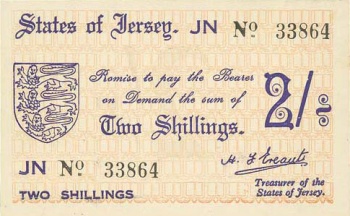 States of Jersey. JN Nº 33864
Promise to pay the Bearer
on Demand the sum of
Two Shillings. 2/=
JN Nº 33864
H. F. Ereaut
TWO SHILLINGS
Treasurer of the
States of Jersey.